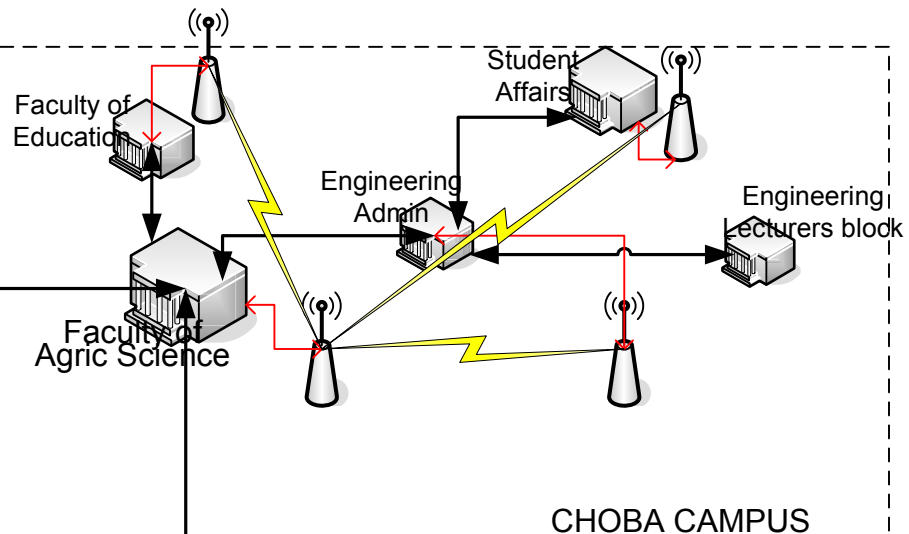 Student
Affairs
Faculty of
Education
Engineering
Admin
Engineering
Lecturers block
Faculty of
Agric Science
CHOBA CAMPUS